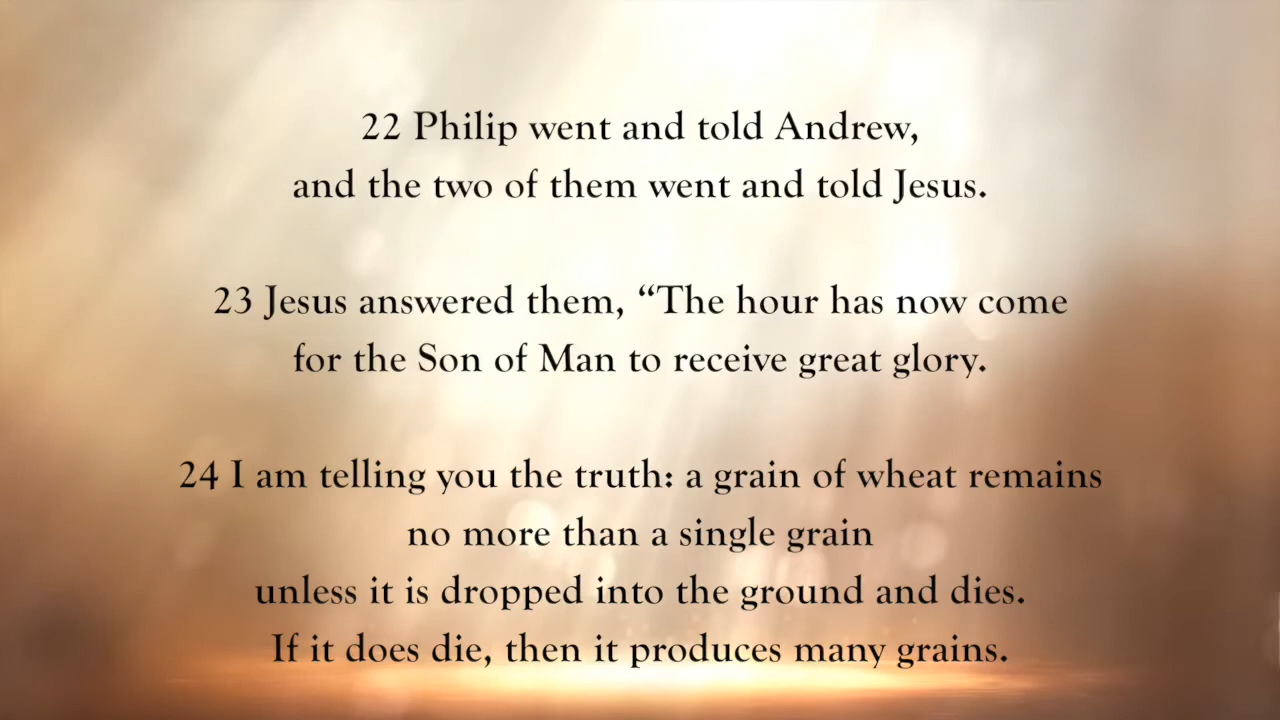 22 Philip went and told Andrew,
and the two of them went and told Jesus.
23 Jesus answered them, “The hour has now come
for the Son of Man to receive great glory.
24 I am telling you the truth: a grain of wheat remains
no more than a single grain
unless it is dropped into the ground and dies.
If it does die, then it produces many grains.